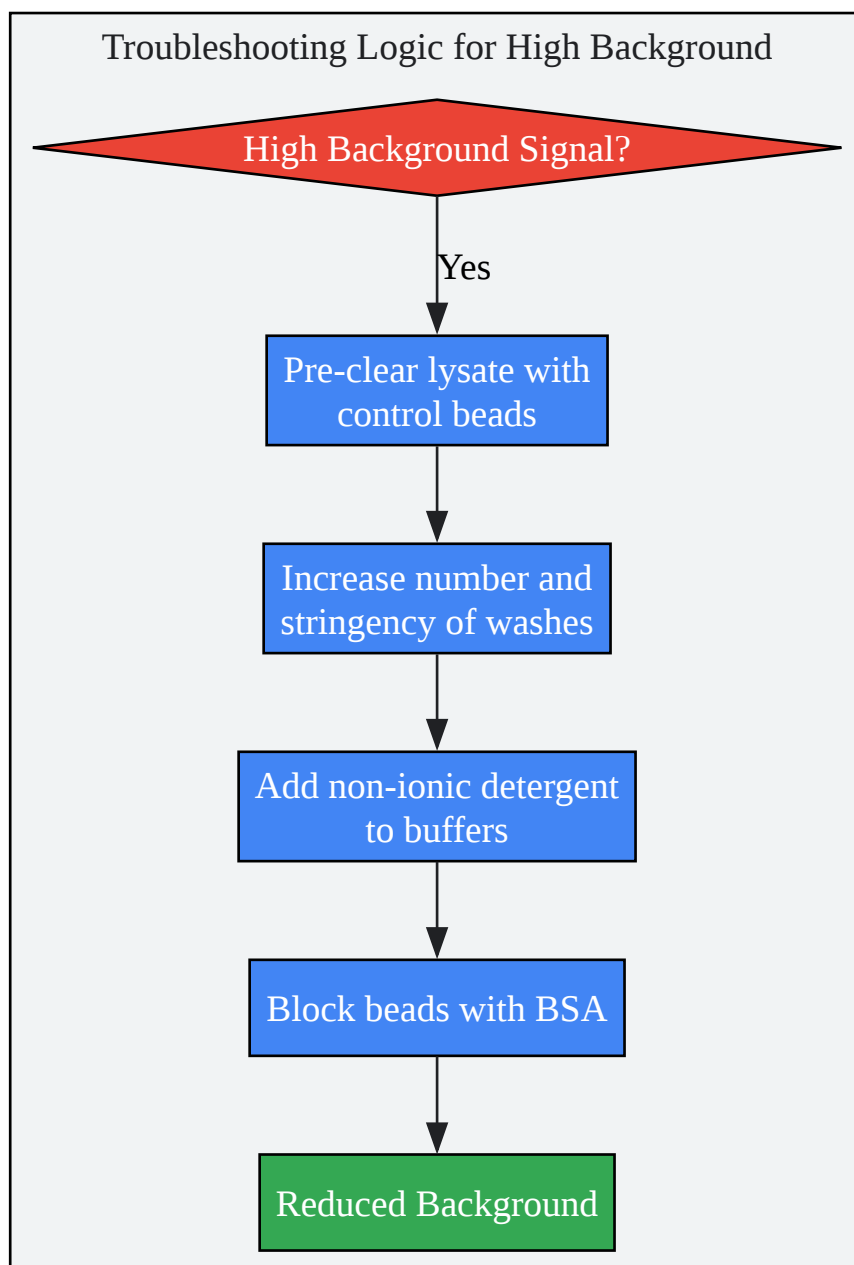 Troubleshooting Logic for High Background
High Background Signal?
Yes
Pre-clear lysate with
control beads
Increase number and
stringency of washes
Add non-ionic detergent
to buffers
Block beads with BSA
Reduced Background